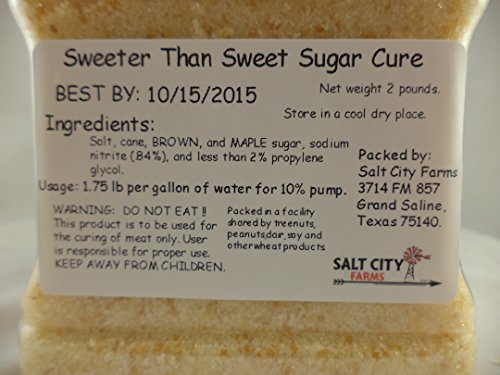 Sweeter Than Sweet Sugar Cure
BEST BY: 10/15/2015
Net weight 2 pounds.
Store in a cool dry place.
Ingredients:
Salt, cane, BROWN, and MAPLE sugar, sodium
nitrite (.84%), and less than 2% propylene
glycol.
Usage: 1.75 lb per gallon of water for 10% pump.
Packed by:
Salt City Farms
3714 FM 857
Grand Saline,
Texas 75140.
WARNING: DO NOT EAT !!
This product is to be used for
the curing of meat only. User
is responsible for proper use.
KEEP AWAY FROM CHILDREN.
Packed in a facility
shared by treenuts,
peanuts,dar,soy and
otherwheatproducts
SALT CITY
FARMS